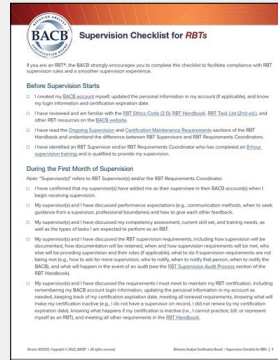 CERTIFIED BEHAVIOR
BACB
Supervision Checklist for RBTs
If you are an RBT®, the BACB strongly encourages you to complete this checklist to facilitate compliance with RBT
supervision rules and a smoother supervision experience.
Before Supervision Starts
□ I created my BACB account myself, updated the personal information in my account (if applicable), and know
my login information and certification expiration date.
□ I have reviewed and am familiar with the RBT Ethics Code (2.0), RBT Handbook, RBT Task List (2nd ed.), and
other RBT resources on the BACB website.
□ I have read the Ongoing Supervision and Certification Maintenance Requirements sections of the RBT
Handbook and understand the difference between RBT Supervisors and RBT Requirements Coordinators.
□ I have identified an RBT Supervisor and/or RBT Requirements Coordinator who has completed an 8-hour
supervision training and is qualified to provide my supervision.
During the First Month of Supervision
Note: "Supervisor(s)" refers to RBT Supervisor(s) and/or the RBT Requirements Coordinator.
□ I have confirmed that my supervisor(s) have added me as their supervisee in their BACB account(s) when I
begin receiving supervision.
□ My supervisor(s) and I have discussed performance expectations (e.g., communication methods, when to seek
guidance from a supervisor, professional boundaries) and how to give each other feedback.
□ My supervisor(s) and I have discussed my competency assessment, current skill set, and training needs, as
well as the types of tasks I am expected to perform as an RBT.
□ My supervisor(s) and I have discussed the RBT supervision requirements, including how supervision will be
documented, how documentation will be retained, when and how supervision requirements will be met, who
will be providing supervision and their roles (if applicable), what to do if supervision requirements are not
being met (e.g., how to ask for more supervision, who to notify, when to notify that person, when to notify the
BACB), and what will happen in the event of an audit (see the RBT Supervision Audit Process section of the
RBT Handbook).
□ My supervisor(s) and I have discussed the requirements I must meet to maintain my RBT certification, including
remembering my BACB account login information, updating the personal information in my account as
needed, keeping track of my certification expiration date, meeting all renewal requirements, knowing what will
make my certification inactive (e.g., I do not have a supervisor on record, I did not renew by my certification
expiration date), knowing what happens if my certification is inactive (i.e., I cannot practice, bill, or represent
myself as an RBT), and meeting all other requirements in the RBT Handbook.